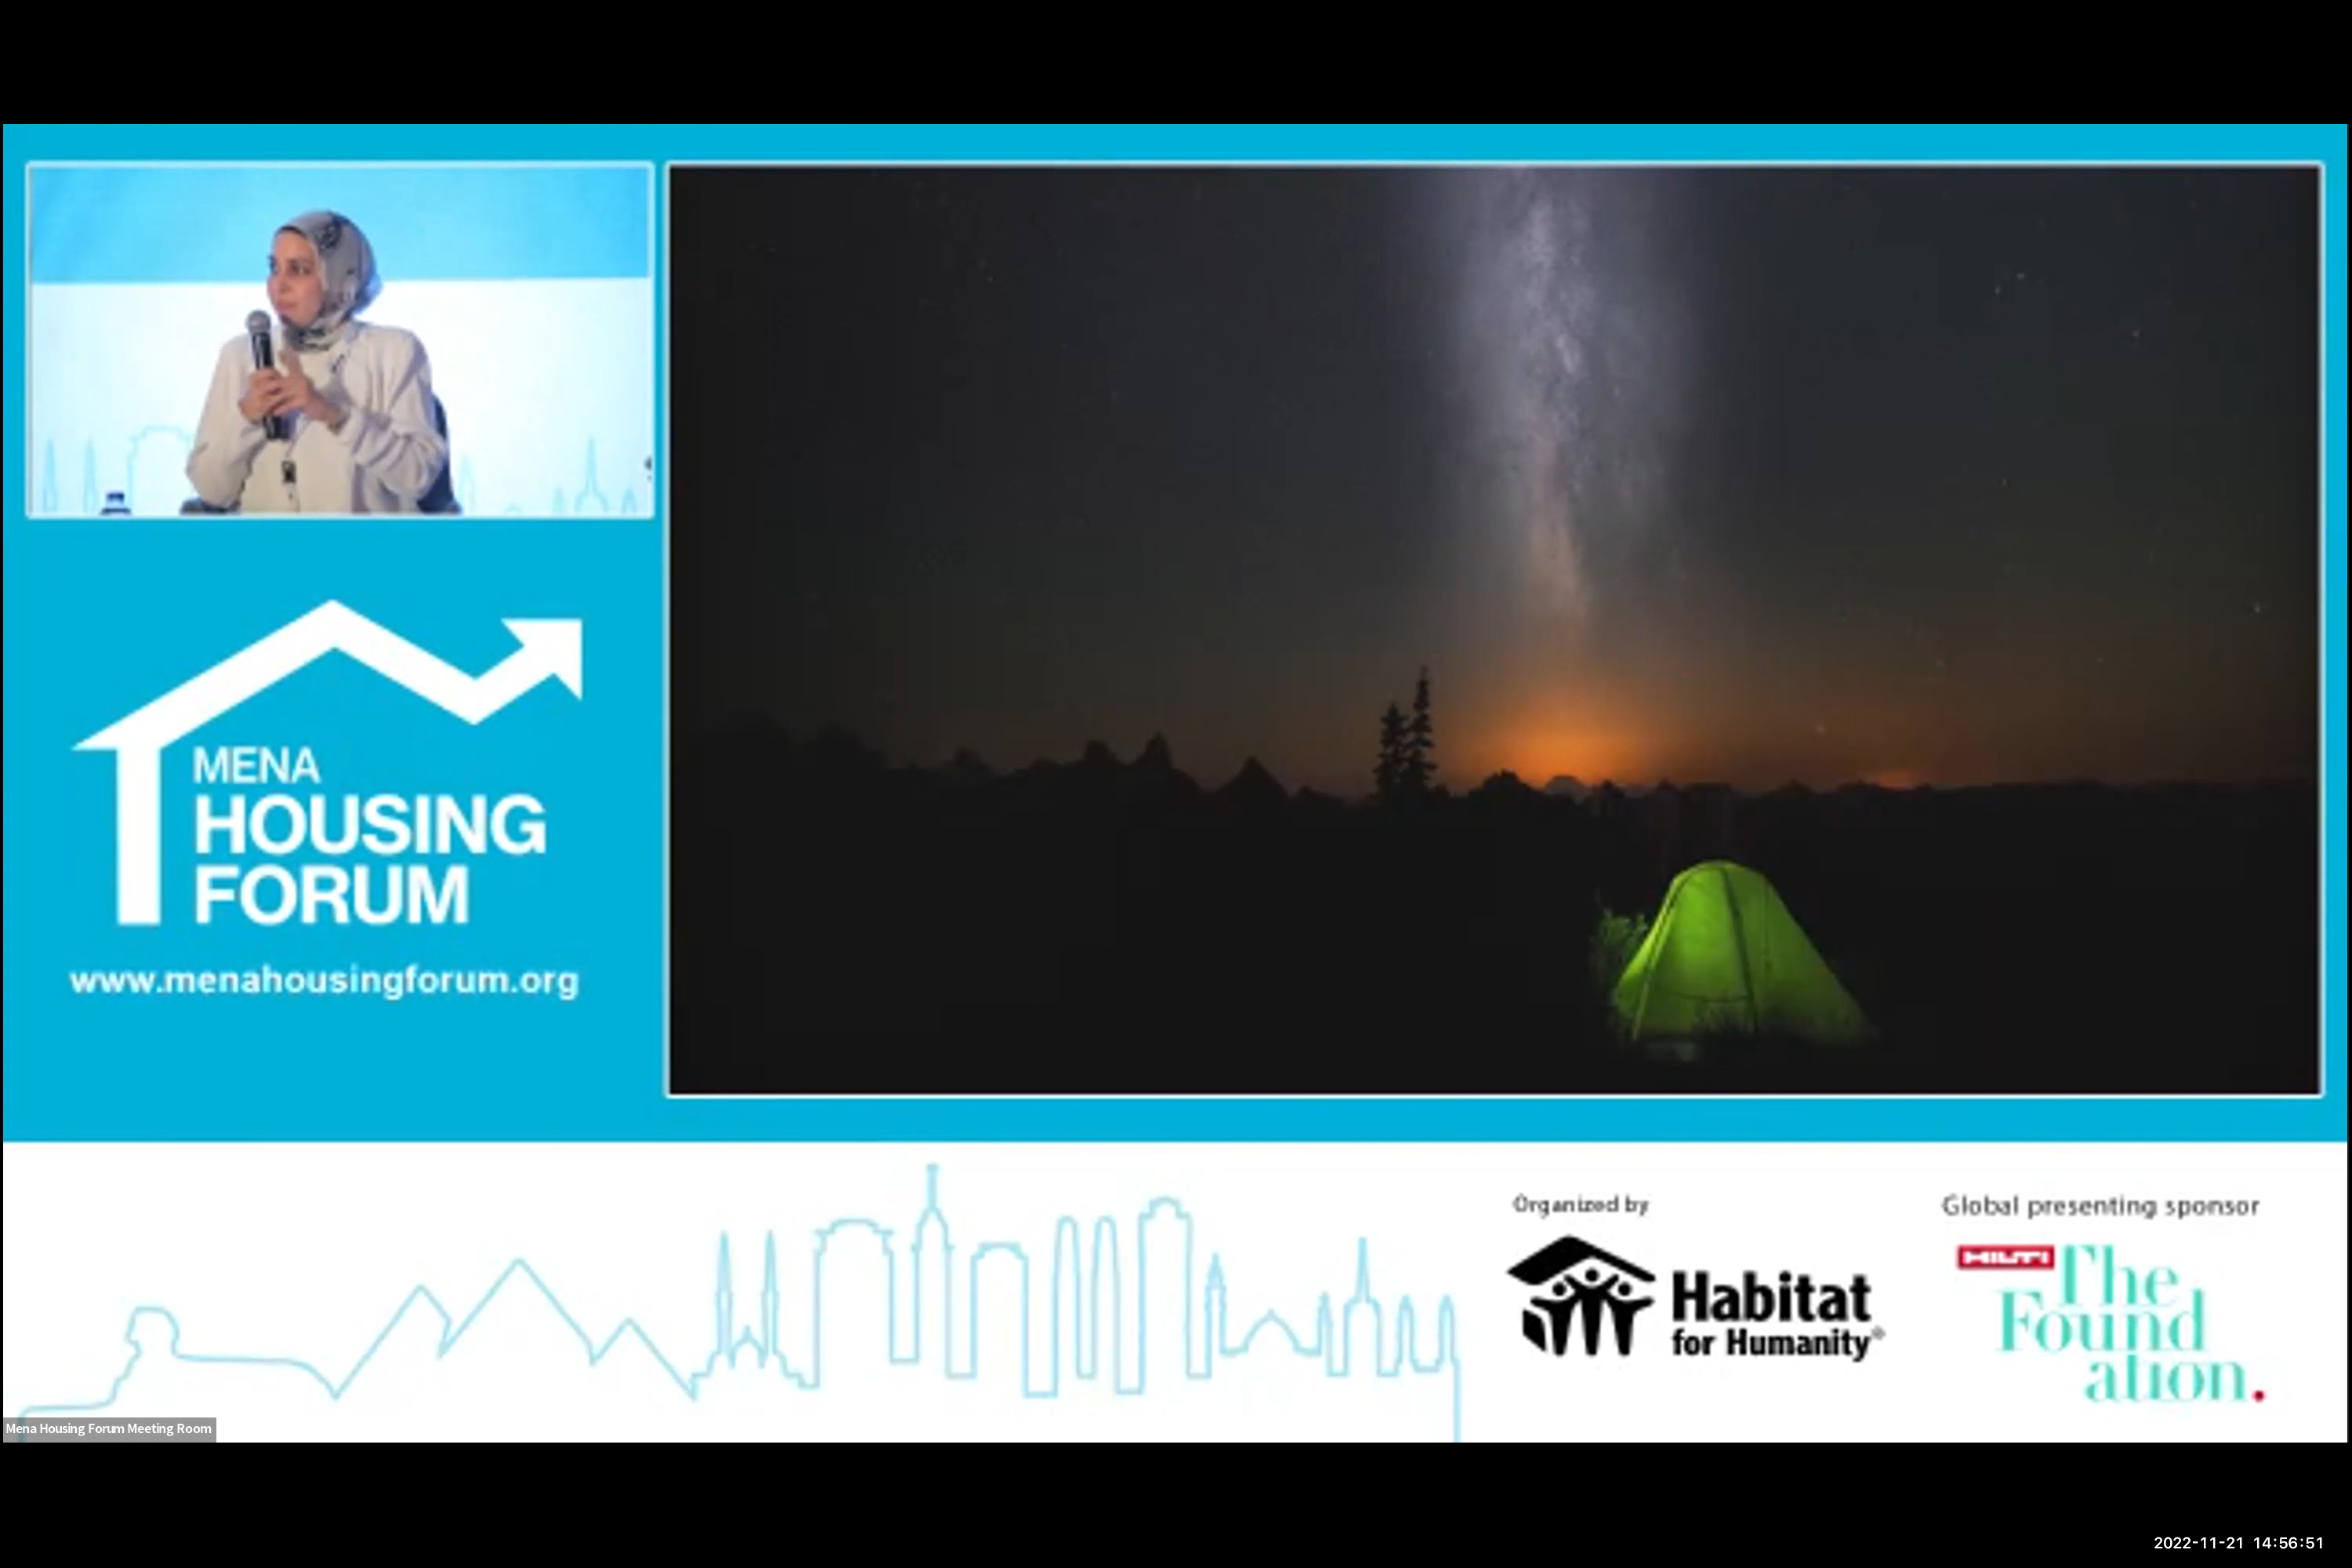 MENA
HOUSING
FORUM
www.menahousingforum.org
Organized by
Habitat
for Humanity®
Global presenting sponsor
HILTI
The
Found
ation.
Mena Housing Forum Meeting Room
2022-11-21 14:56:51